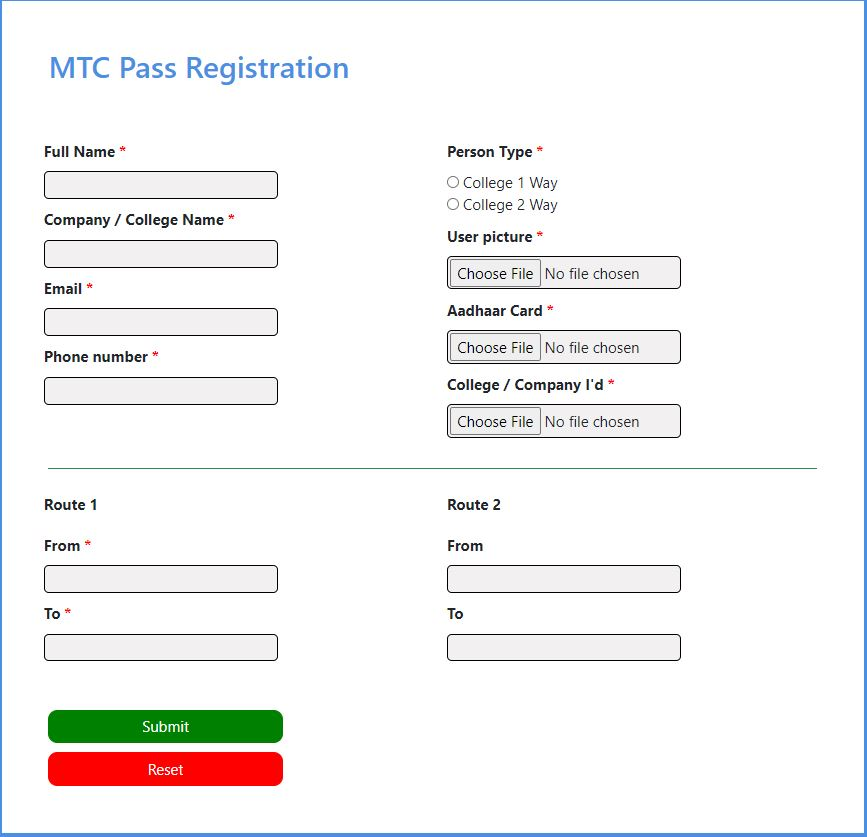 MTC Pass Registration
Full Name *
Company / College Name *
Email *
Phone number *
Person Type *
College 1 Way
College 2 Way
User picture *
Choose File No file chosen
Aadhaar Card *
Choose File No file chosen
College / Company I'd *
Choose File No file chosen
Route 1
From *
To *
Route 2
From
To
Submit
Reset